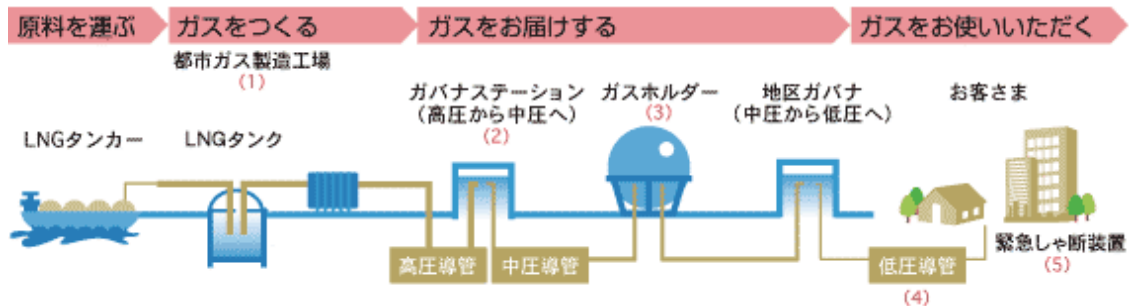 原料を運ぶ
ガスをつくる
ガスをお届けする
ガスをお使いいただく
都市ガス製造工場
(1)
ガバナステーション
(高圧から中圧へ)
(2)
ガスホルダー
(3)
地区ガバナ
(中圧から低圧へ)
お客さま
LNGタンカー
LNGタンク
緊急しゃ断装置
(5)
高圧導管
中圧導管
低圧導管
(4)